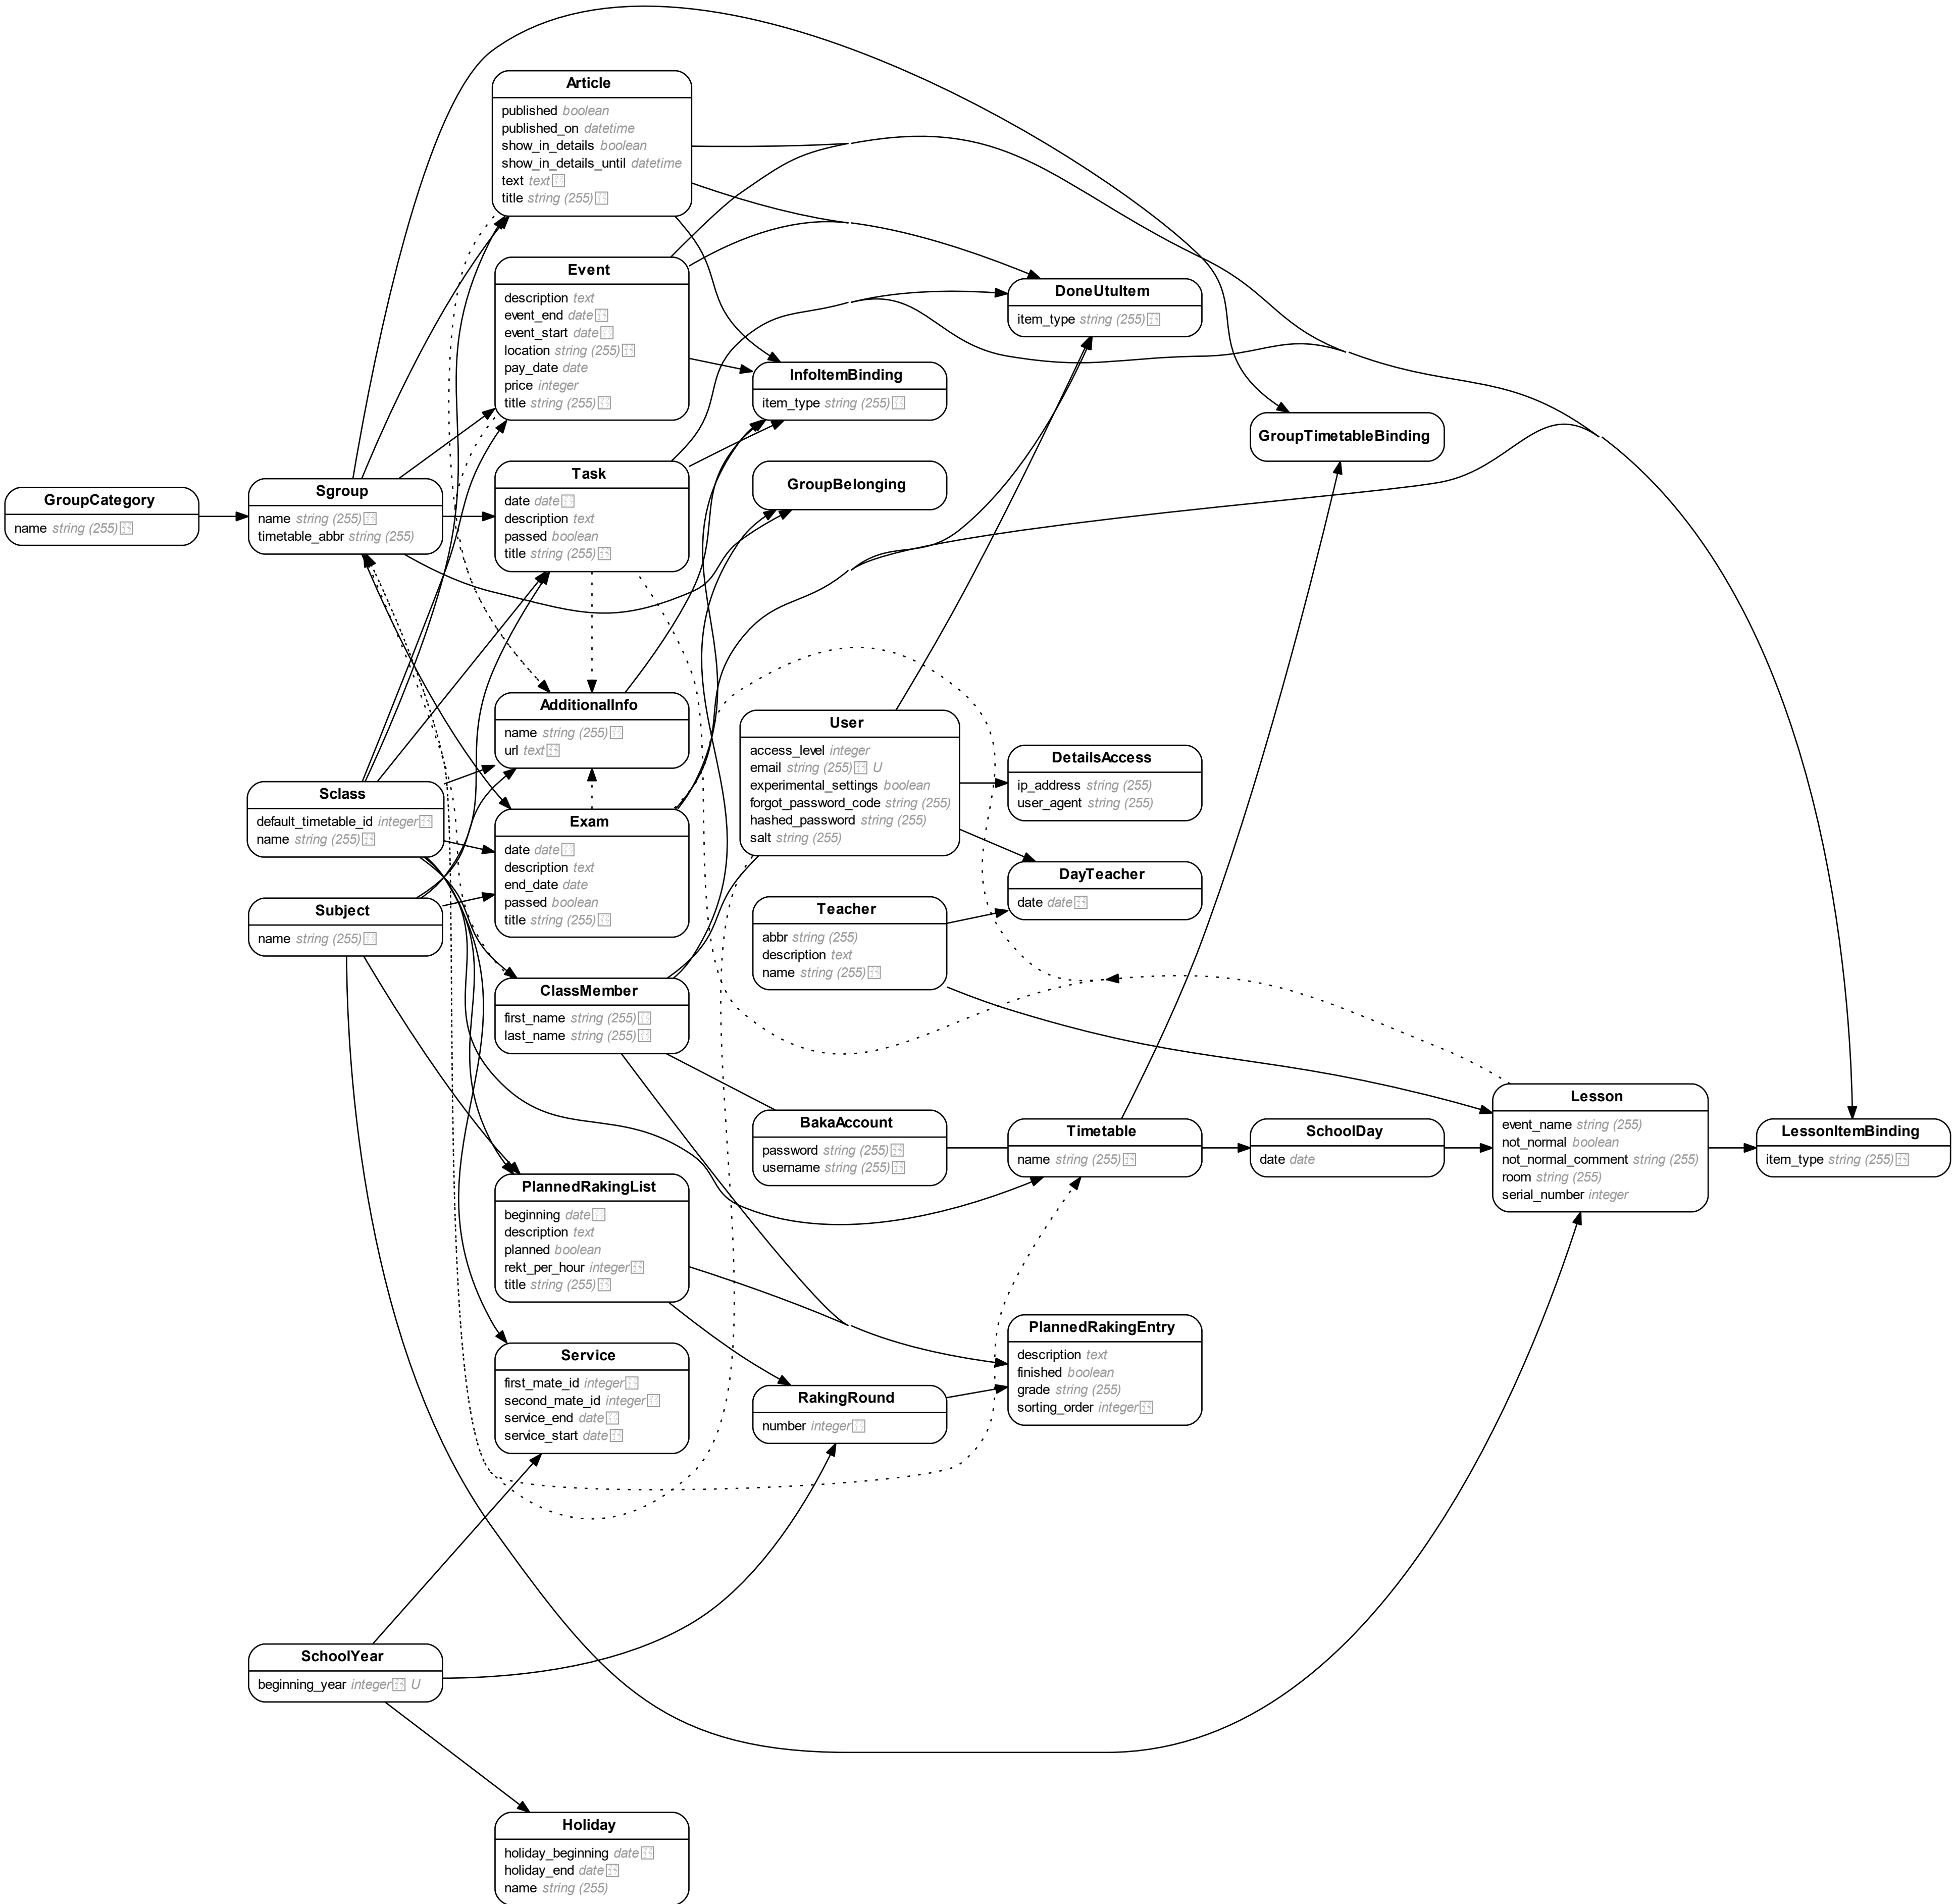 Article
published boolean
published_on datetime
show_in_details boolean
show_in_details_until datetime
text text
title string (255)
Event
description text
event_end date
event_start date
location string (255)
pay_date date
price integer
title string (255)
DoneUtuItem
item_type string (255)
InfoItemBinding
item_type string (255)
GroupTimetableBinding
GroupCategory
name string (255)
Sgroup
name string (255)
timetable_abbr string (255)
Task
date date
description text
passed boolean
title string (255)
GroupBelonging
AdditionalInfo
name string (255)
url text
User
access_level integer
email string (255) U
experimental_settings boolean
forgot_password_code string (255)
hashed_password string (255)
salt string (255)
DetailsAccess
ip_address string (255)
user_agent string (255)
Sclass
default_timetable_id integer
name string (255)
Exam
date date
description text
end_date date
passed boolean
title string (255)
DayTeacher
date date
Subject
name string (255)
Teacher
abbr string (255)
description text
name string (255)
ClassMember
first_name string (255)
last_name string (255)
BakaAccount
password string (255)
username string (255)
Timetable
name string (255)
SchoolDay
date date
Lesson
event_name string (255)
not_normal boolean
not_normal_comment string (255)
room string (255)
serial_number integer
LessonItemBinding
item_type string (255)
PlannedRakingList
beginning date
description text
planned boolean
rekt_per_hour integer
title string (255)
PlannedRakingEntry
description text
finished boolean
grade string (255)
sorting_order integer
Service
first_mate_id integer
second_mate_id integer
service_end date
service_start date
RakingRound
number integer
SchoolYear
beginning_year integer U
Holiday
holiday_beginning date
holiday_end date
name string (255)